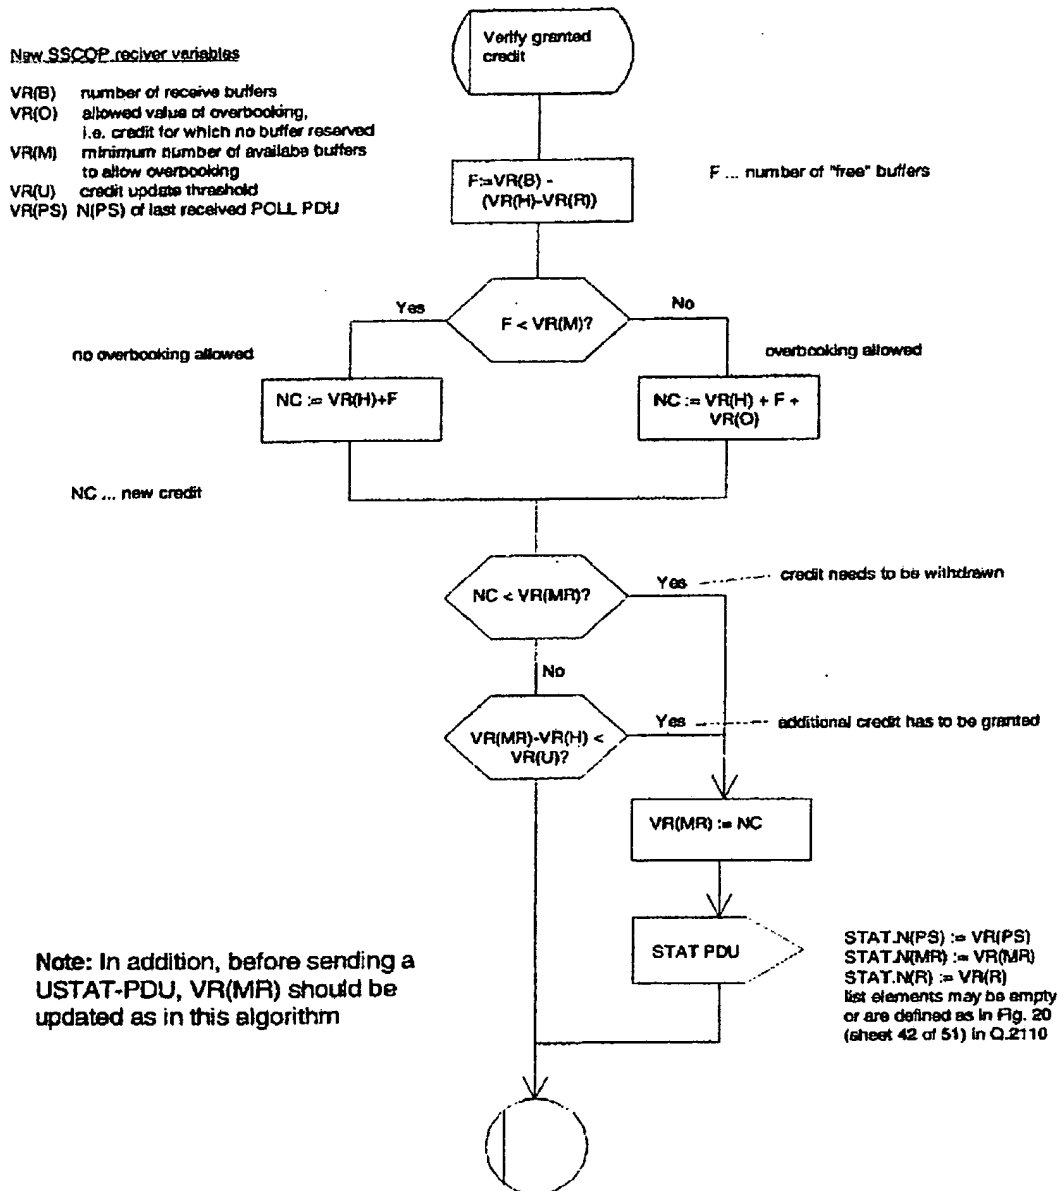 Verify granted
credit
New SSCOP reciver variables
VR(B) number of receive buffers
VR(O) allowed value of overbooking,
i.e. credit for which no buffer reserved
VR(M) minimum number of availabe buffers
to allow overbooking
VR(U) credit update threshold
VR(PS) N(PS) of last received POLL PDU
F:=VR(B) -
(VR(H)-VR(R))
F ... number of "free" buffers
Yes
F < VR(M)?
No
no overbooking allowed
overbooking allowed
NC := VR(H)+F
NC := VR(H) + F +
VR(O)
NC ... new credit
NC < VR(MR)?
Yes
credit needs to be withdrawn
No
VR(MR)-VR(H) <
VR(U)?
Yes
additional credit has to be granted
VR(MR) := NC
STAT PDU
STAT.N(PS) := VR(PS)
STAT.N(MR) := VR(MR)
STAT.N(R) := VR(R)
list elements may be empty
or are defined as in Fig. 20
(sheet 42 of 51) in Q.2110
Note: In addition, before sending a
USTAT-PDU, VR(MR) should be
updated as in this algorithm